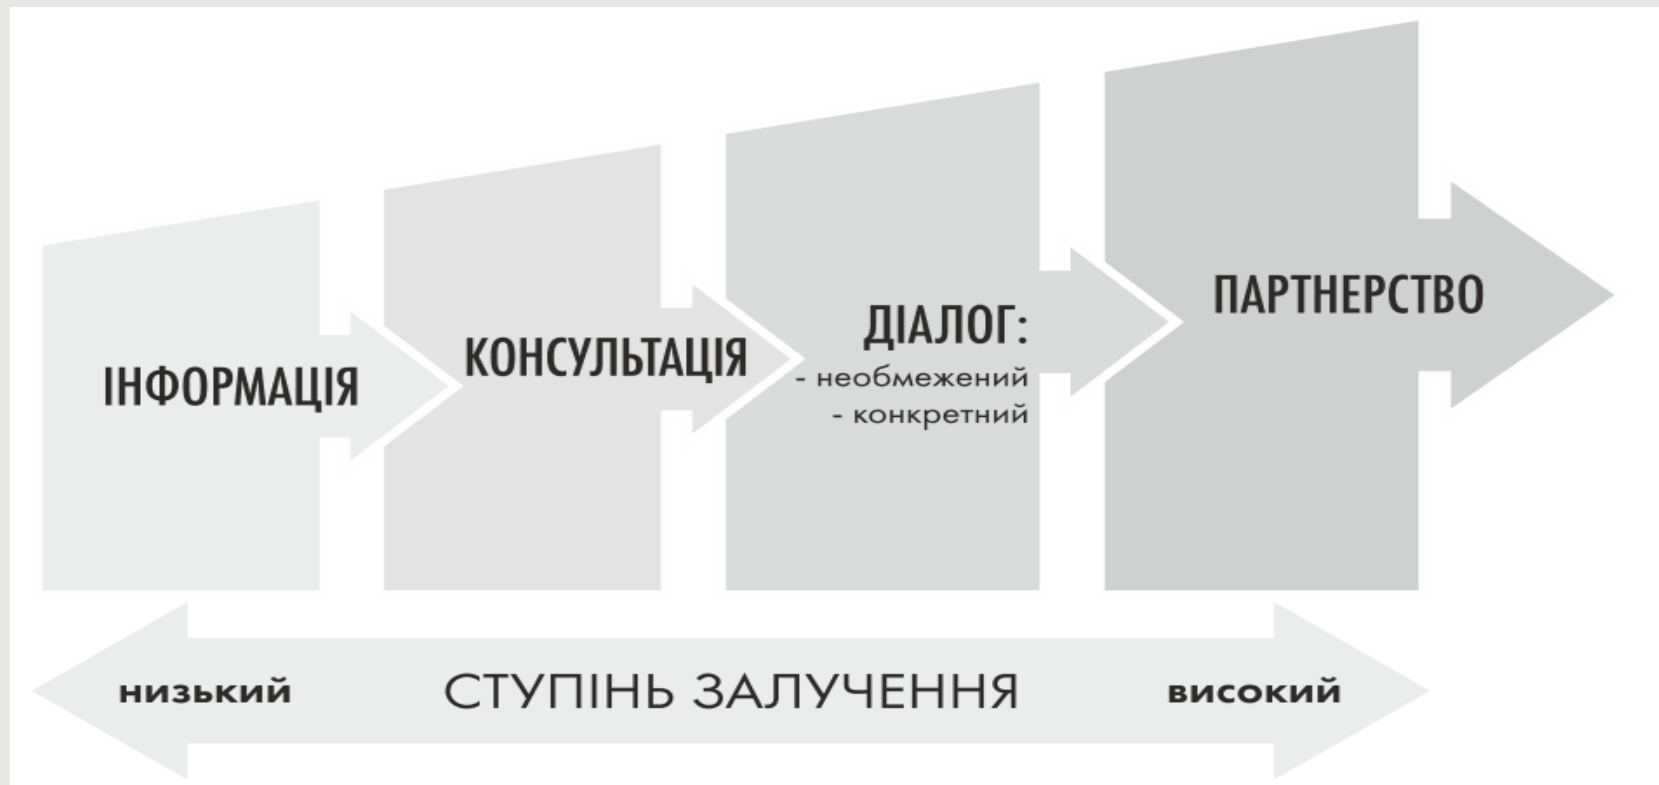 ІНФОРМАЦІЯ
КОНСУЛЬТАЦІЯ
ДІАЛОГ:
- необмежений
- конкретний
ПАРТНЕРСТВО
низький
СТУПІНЬ ЗАЛУЧЕННЯ
високий